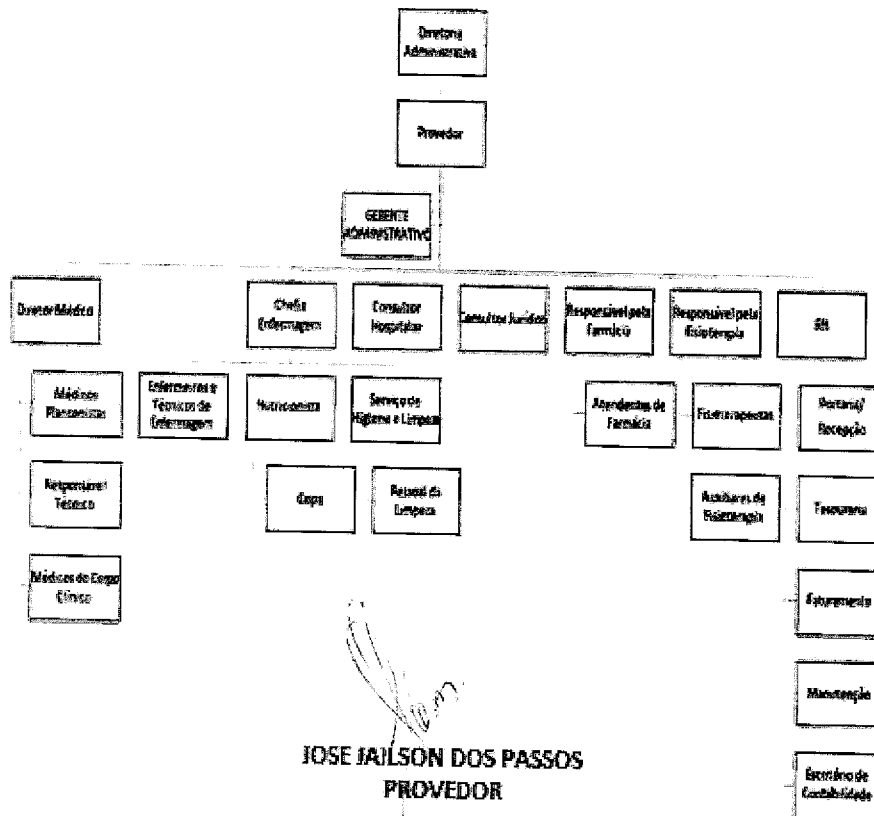 Diretoria
Administrativa
Provedor
GERENTE
ADMINISTRATIVO
Diretor Médico
Chefia
Enfermagem
Consultor
Hospitalar
Consultor Jurídico
Responsável pela
Farmácia
Responsável pela
Fisioterapia
Médicos
Plantonistas
Enfermeiros e
Técnicos de
Enfermagem
Nutricionista
Serviço de
Higiene e Limpeza
Atendentes de
Farmácia
Fisioterapeutas
Portaria/
Recepção
Responsável
Técnico
Copa
Pessoal da
Limpeza
Auxiliares de
Fisioterapia
Tesouraria
Médicos do Corpo
Clínico
Faturamento
Manutenção
Escritório de
Contabilidade
JOSE JAILSON DOS PASSOS
PROVEDOR